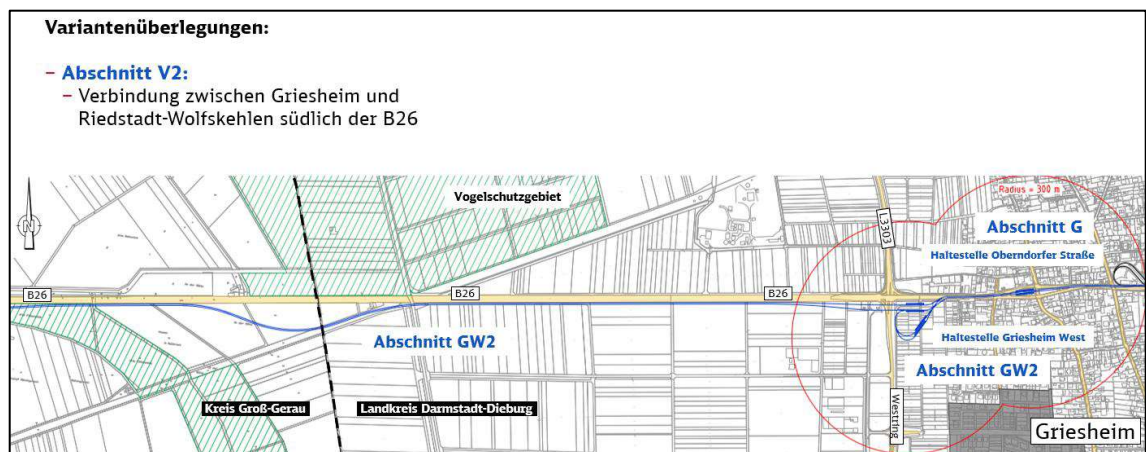 Variantenüberlegungen:
– Abschnitt V2:
– Verbindung zwischen Griesheim und
Riedstadt-Wolfskehlen südlich der B26
Vogelschutzgebiet
Radius = 300 m
L3303
Abschnitt G
Haltestelle Oberndorfer Straße
N
B26
B26
B26
Abschnitt GW2
Haltestelle Griesheim West
Abschnitt GW2
Kreis Groß-Gerau
Landkreis Darmstadt-Dieburg
Westring
Griesheim